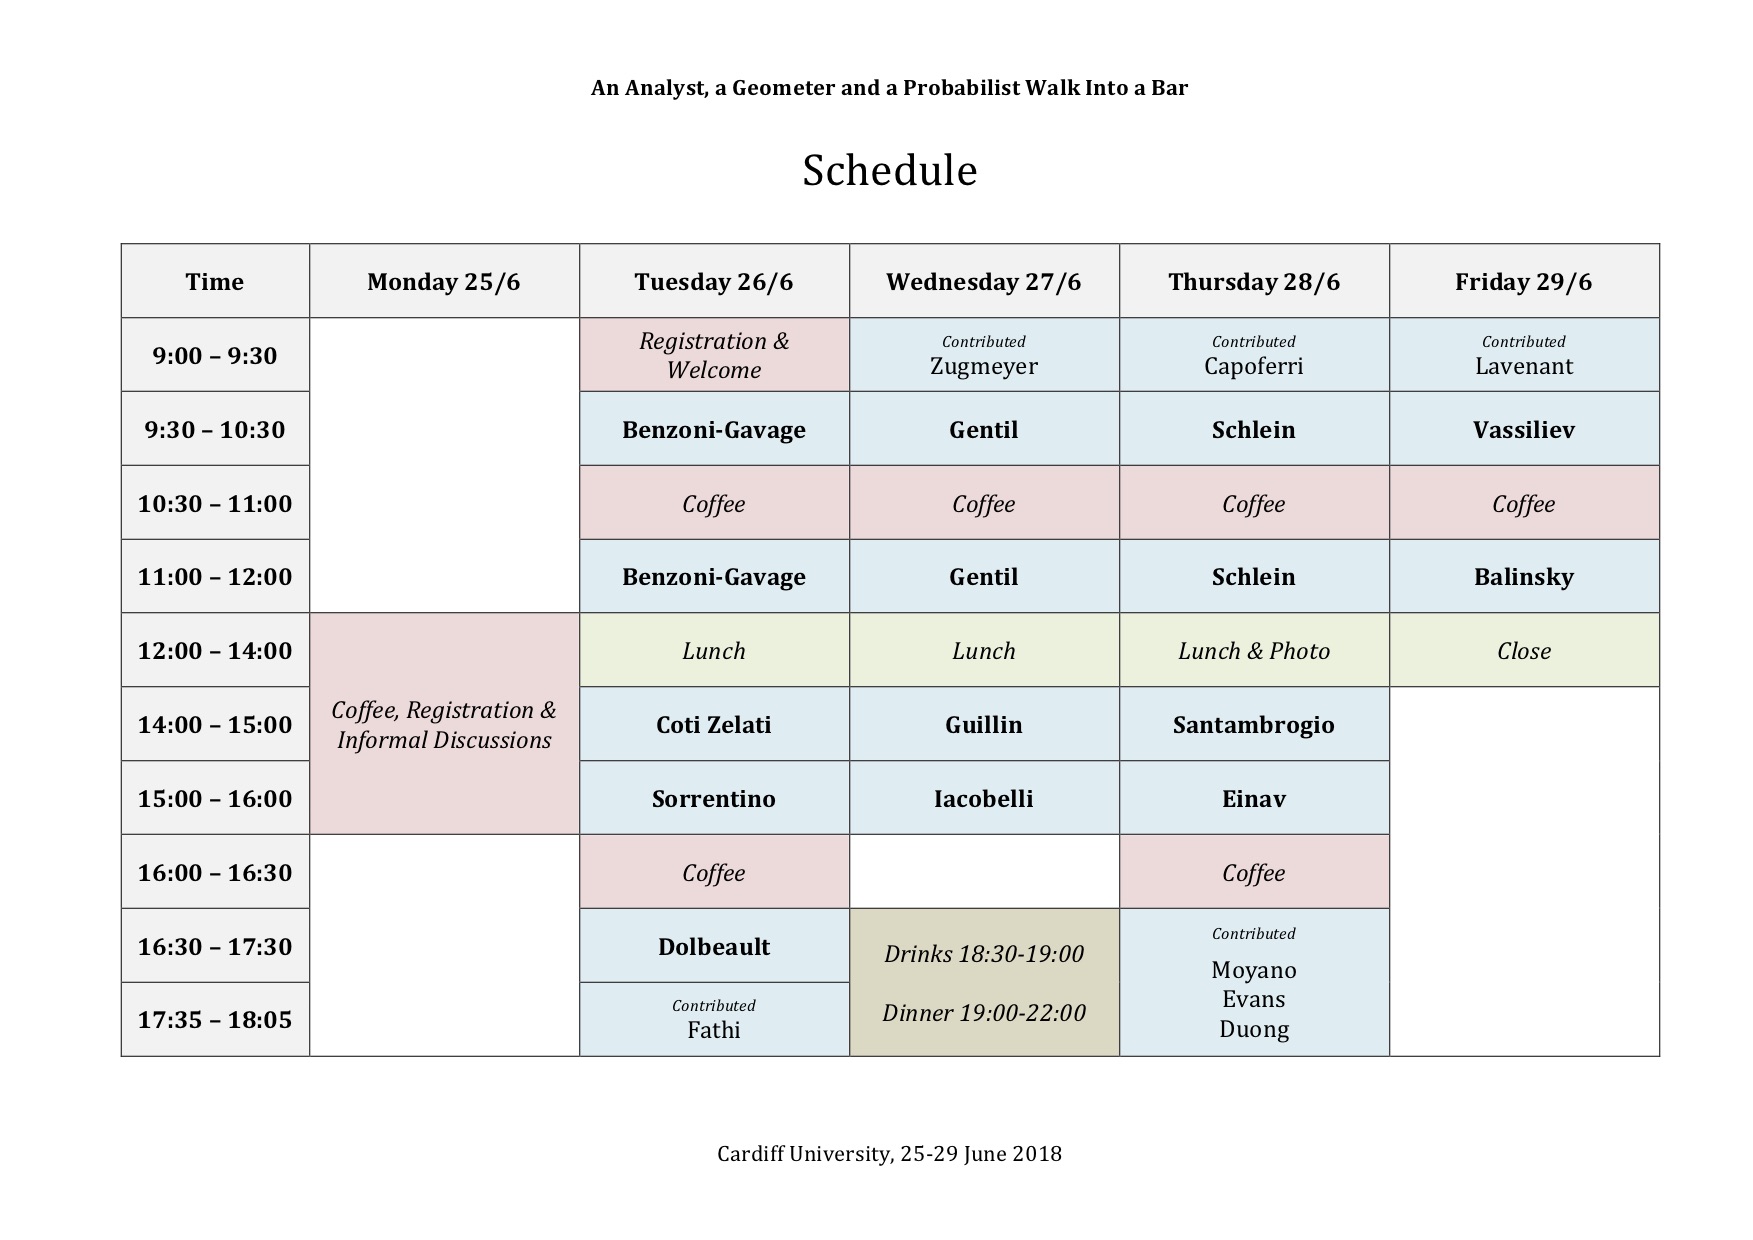 An Analyst, a Geometer and a Probabilist Walk Into a Bar
Schedule
Time
Monday 25/6
Tuesday 26/6
Wednesday 27/6
Thursday 28/6
Friday 29/6
9:00 – 9:30
Registration &
Welcome
Contributed
Zugmeyer
Contributed
Capoferri
Contributed
Lavenant
9:30 – 10:30
Benzoni-Gavage
Gentil
Schlein
Vassiliev
10:30 – 11:00
Coffee
Coffee
Coffee
Coffee
11:00 – 12:00
Benzoni-Gavage
Gentil
Schlein
Balinsky
12:00 – 14:00
Coffee, Registration &
Informal Discussions
Lunch
Lunch
Lunch & Photo
Close
14:00 – 15:00
Coti Zelati
Guillin
Santambrogio
15:00 – 16:00
Sorrentino
Iacobelli
Einav
16:00 – 16:30
Coffee
Coffee
16:30 – 17:30
Dolbeault
Drinks 18:30-19:00
Dinner 19:00-22:00
Contributed
Moyano
Evans
Duong
17:35 – 18:05
Contributed
Fathi
Cardiff University, 25-29 June 2018